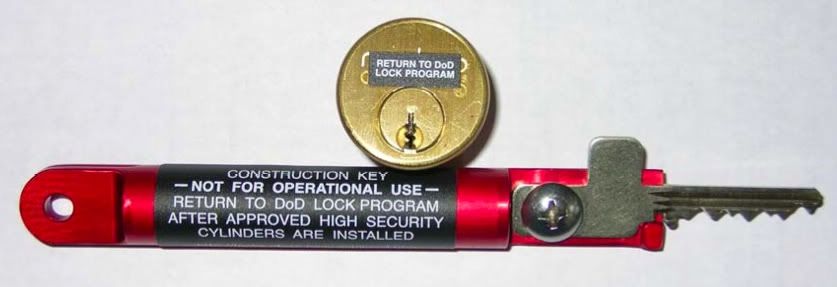 RETURN TO DoD
LOCK PROGRAM
CONSTRUCTION KEY
—NOT FOR OPERATIONAL USE—
RETURN TO DoD LOCK PROGRAM
AFTER APPROVED HIGH SECURITY
CYLINDERS ARE INSTALLED